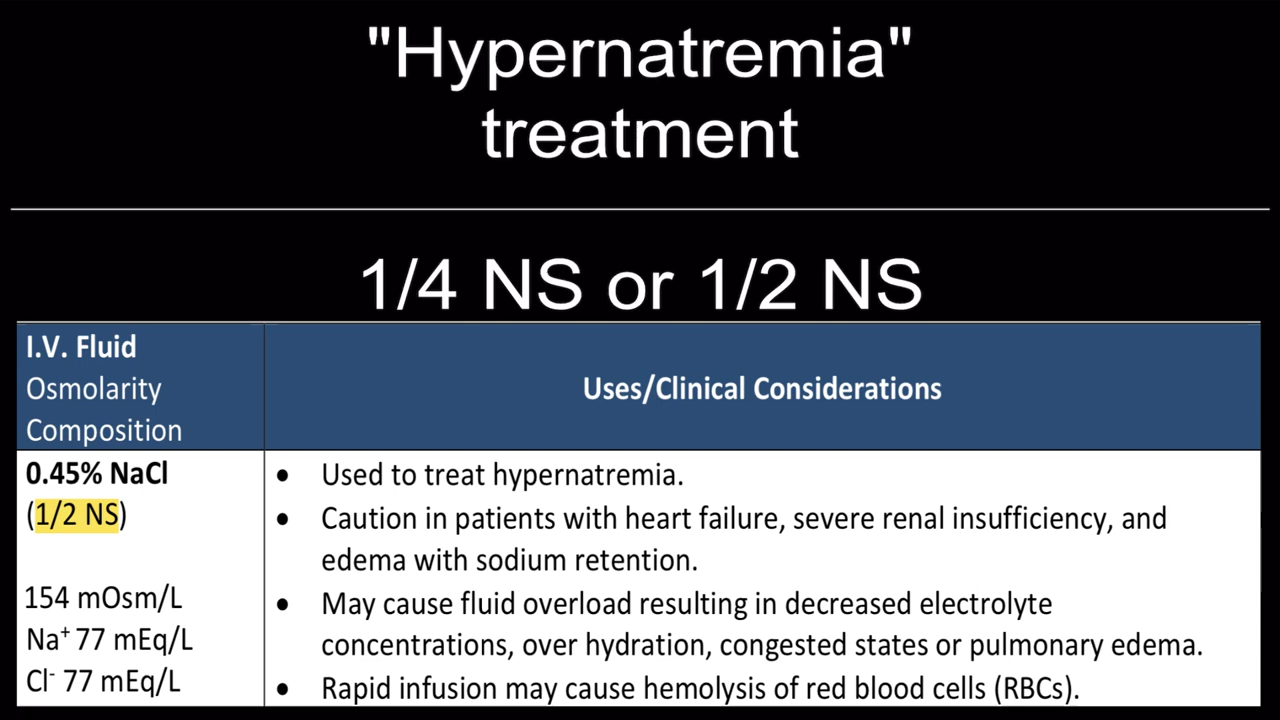 "Hypernatremia"
treatment
1/4 NS or 1/2 NS
I.V. Fluid
Osmolarity
Composition
Uses/Clinical Considerations
0.45% NaCl
(1/2 NS)
154 mOsm/L
Na⁺ 77 mEq/L
Cl⁻ 77 mEq/L
• Used to treat hypernatremia.
• Caution in patients with heart failure, severe renal insufficiency, and
edema with sodium retention.
• May cause fluid overload resulting in decreased electrolyte
concentrations, over hydration, congested states or pulmonary edema.
• Rapid infusion may cause hemolysis of red blood cells (RBCs).